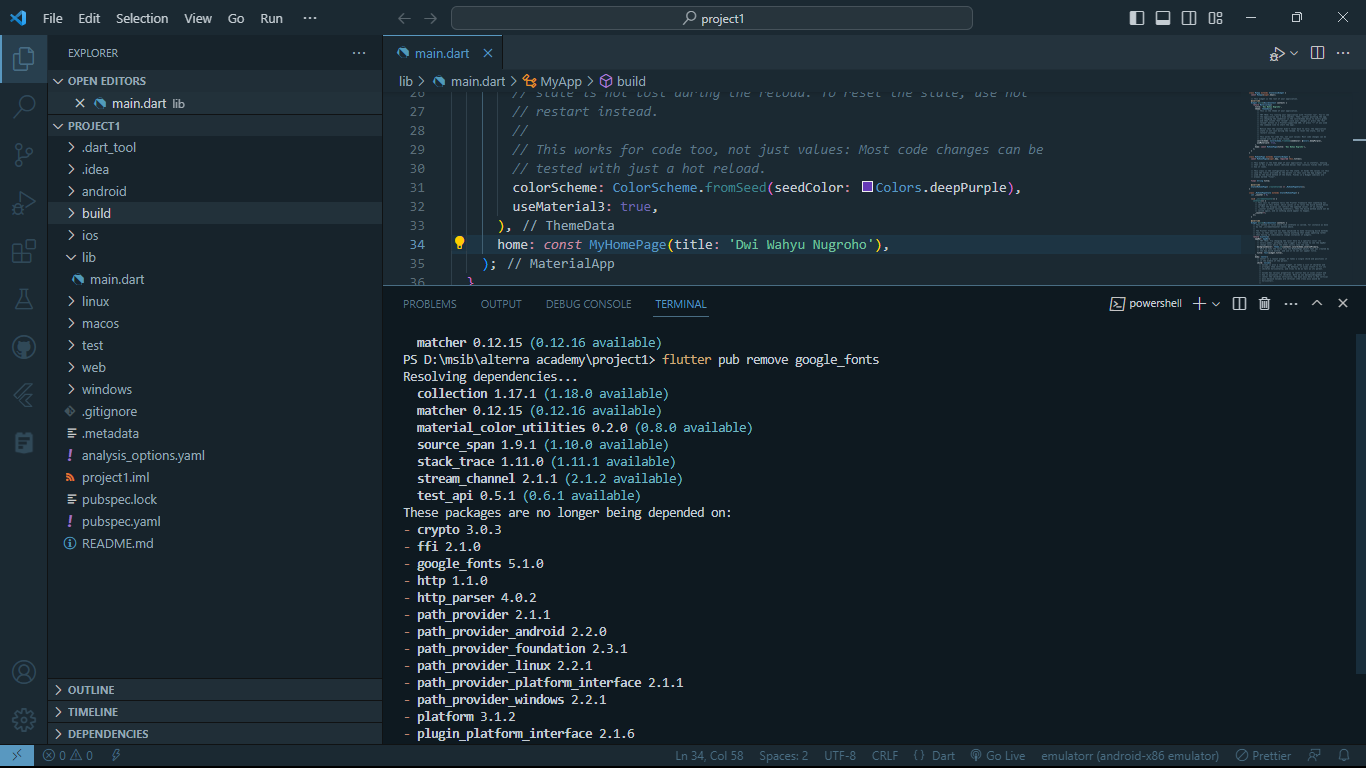 File Edit Selection View Go Run ···
project1
EXPLORER ···
OPEN EDITORS
main.dart lib
PROJECT1
.dart_tool
.idea
android
build
ios
lib
main.dart
linux
macos
test
web
windows
.gitignore
.metadata
analysis_options.yaml
project1.iml
pubspec.lock
pubspec.yaml
README.md
OUTLINE
TIMELINE
DEPENDENCIES
main.dart
lib > main.dart > MyApp > build
26 // state is not lost during the reload. To reset the state, use hot
27 // restart instead.
28 //
29 // This works for code too, not just values: Most code changes can be
30 // tested with just a hot reload.
31 colorScheme: ColorScheme.fromSeed(seedColor: Colors.deepPurple),
32 useMaterial3: true,
33 ), // ThemeData
34 home: const MyHomePage(title: 'Dwi Wahyu Nugroho'),
35 ); // MaterialApp
36 }
PROBLEMS OUTPUT DEBUG CONSOLE TERMINAL
powershell
matcher 0.12.15 (0.12.16 available)
PS D:\msib\alterra academy\project1> flutter pub remove google_fonts
Resolving dependencies...
collection 1.17.1 (1.18.0 available)
matcher 0.12.15 (0.12.16 available)
material_color_utilities 0.2.0 (0.8.0 available)
source_span 1.9.1 (1.10.0 available)
stack_trace 1.11.0 (1.11.1 available)
stream_channel 2.1.1 (2.1.2 available)
test_api 0.5.1 (0.6.1 available)
These packages are no longer being depended on:
- crypto 3.0.3
- ffi 2.1.0
- google_fonts 5.1.0
- http 1.1.0
- http_parser 4.0.2
- path_provider 2.1.1
- path_provider_android 2.2.0
- path_provider_foundation 2.3.1
- path_provider_linux 2.2.1
- path_provider_platform_interface 2.1.1
- path_provider_windows 2.2.1
- platform 3.1.2
- plugin_platform_interface 2.1.6
0 0
Ln 34, Col 58 Spaces: 2 UTF-8 CRLF { } Dart Go Live emulatorr (android-x86 emulator) Prettier